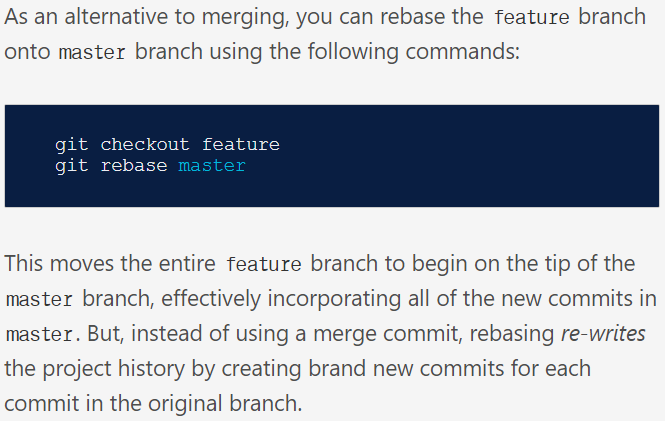 As an alternative to merging, you can rebase the feature branch
onto master branch using the following commands:
git checkout feature
git rebase master
This moves the entire feature branch to begin on the tip of the
master branch, effectively incorporating all of the new commits in
master. But, instead of using a merge commit, rebasing re-writes
the project history by creating brand new commits for each
commit in the original branch.